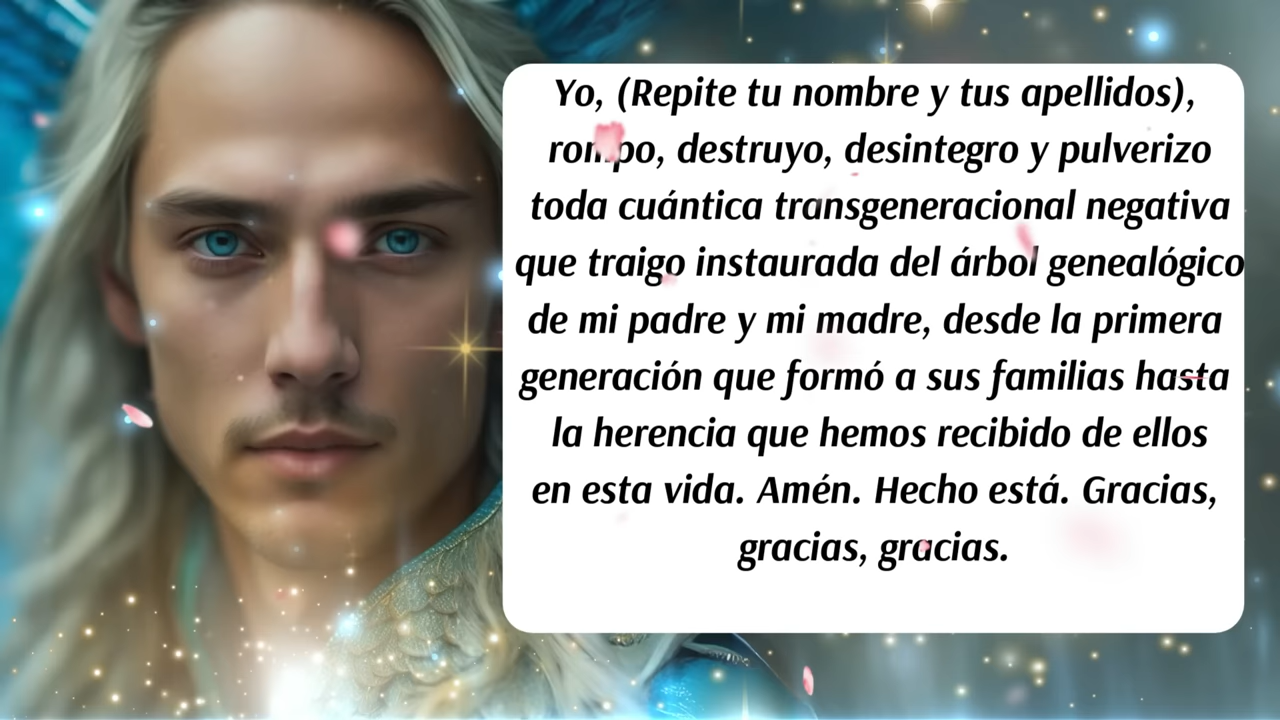 Yo, (Repite tu nombre y tus apellidos),
rompo, destruyo, desintegro y pulverizo
toda cuántica transgeneracional negativa
que traigo instaurada del árbol genealógico
de mi padre y mi madre, desde la primera
generación que formó a sus familias hasta
la herencia que hemos recibido de ellos
en esta vida. Amén. Hecho está. Gracias,
gracias, gracias.